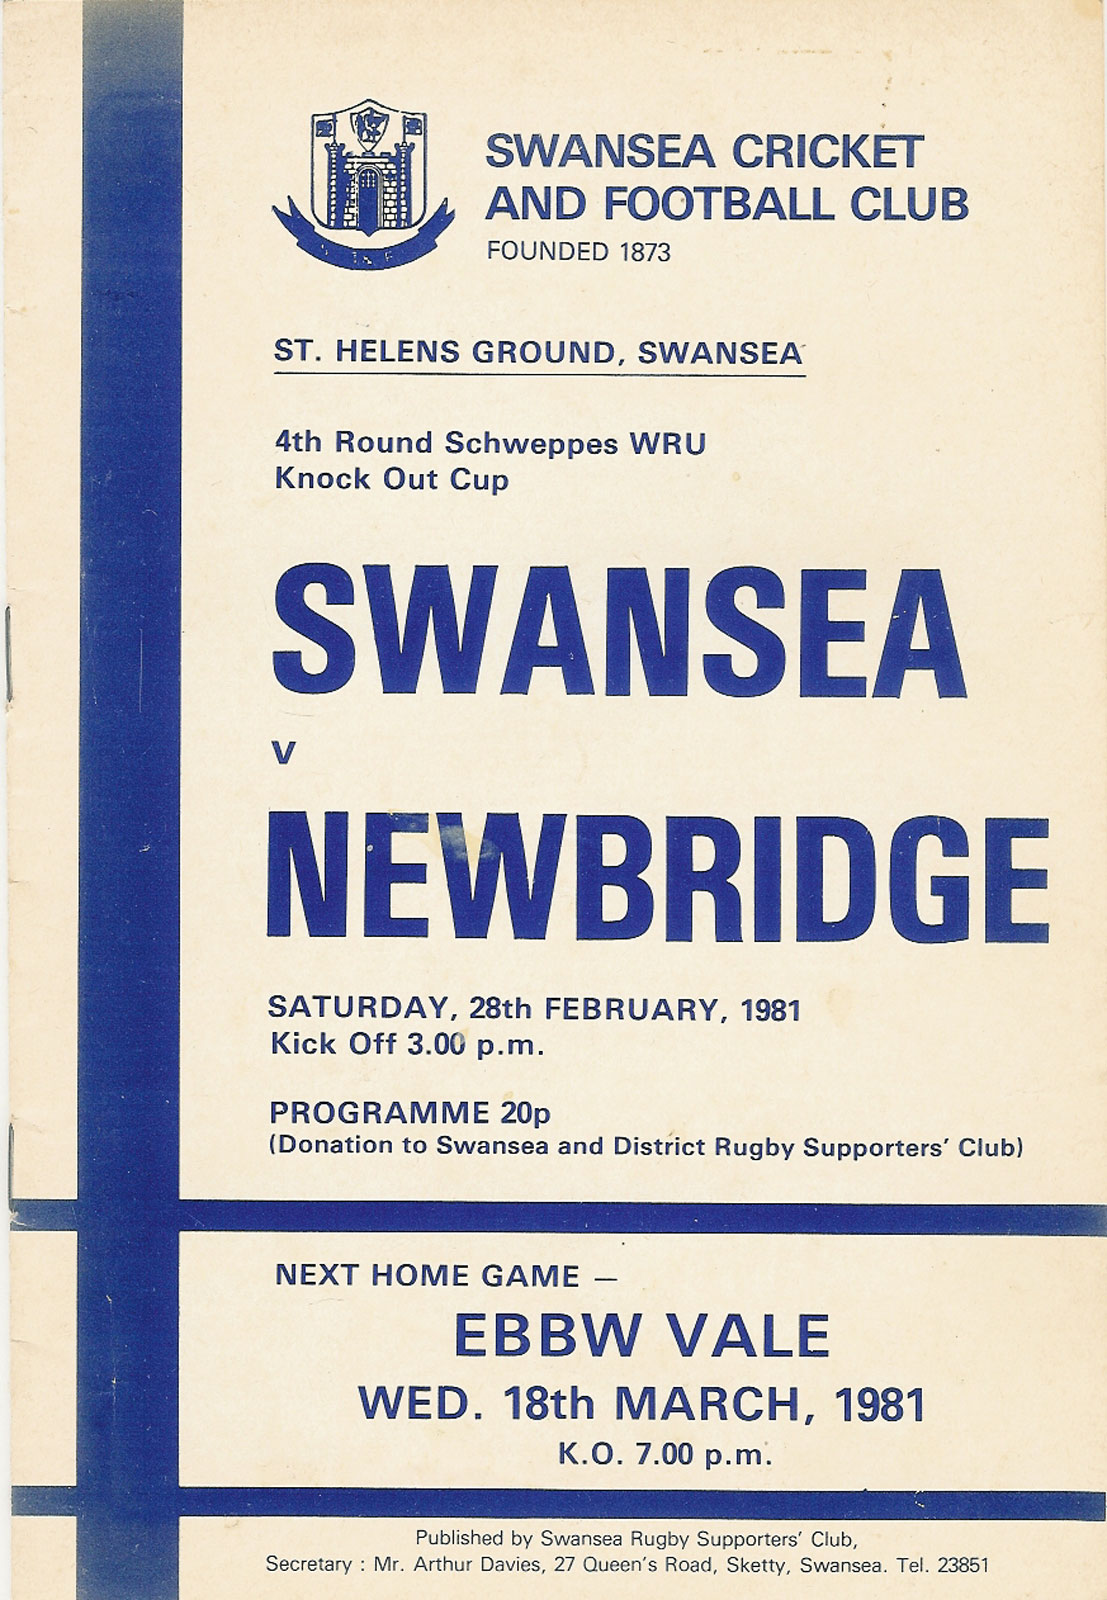 SWANSEA CRICKET
AND FOOTBALL CLUB
FOUNDED 1873
ST. HELENS GROUND, SWANSEA
4th Round Schweppes WRU
Knock Out Cup
SWANSEA
v
NEWBRIDGE
SATURDAY, 28th FEBRUARY, 1981
Kick Off 3.00 p.m.
PROGRAMME 20p
(Donation to Swansea and District Rugby Supporters' Club)
NEXT HOME GAME —
EBBW VALE
WED. 18th MARCH, 1981
K.O. 7.00 p.m.
Published by Swansea Rugby Supporters' Club,
Secretary : Mr. Arthur Davies, 27 Queen's Road, Sketty, Swansea. Tel. 23851